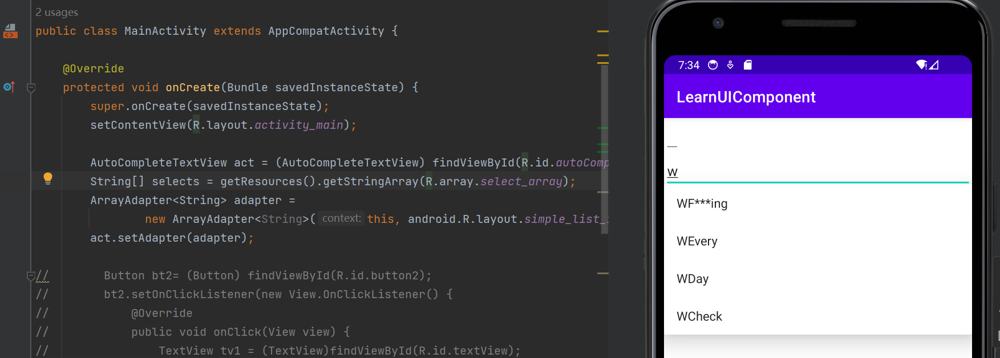 2 usages
public class MainActivity extends AppCompatActivity {
@Override
protected void onCreate(Bundle savedInstanceState) {
super.onCreate(savedInstanceState);
setContentView(R.layout.activity_main);
AutoCompleteTextView act = (AutoCompleteTextView) findViewById(R.id.autoComp
String[] selects = getResources().getStringArray(R.array.select_array);
ArrayAdapter<String> adapter =
new ArrayAdapter<String>( context: this, android.R.layout.simple_list_
act.setAdapter(adapter);
// Button bt2= (Button) findViewById(R.id.button2);
// bt2.setOnClickListener(new View.OnClickListener() {
// @Override
// public void onClick(View view) {
// TextView tv1 = (TextView)findViewById(R.id.textView);
7:34
LearnUIComponent
w
WF***ing
WEvery
WDay
WCheck